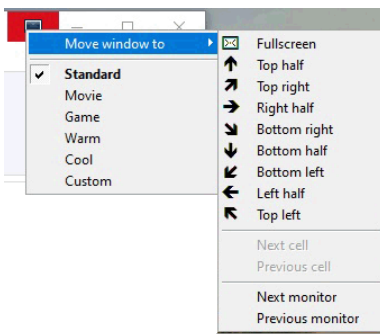 Move window to
Standard
Movie
Game
Warm
Cool
Custom
Fullscreen
Top half
Top right
Right half
Bottom right
Bottom half
Bottom left
Left half
Top left
Next cell
Previous cell
Next monitor
Previous monitor